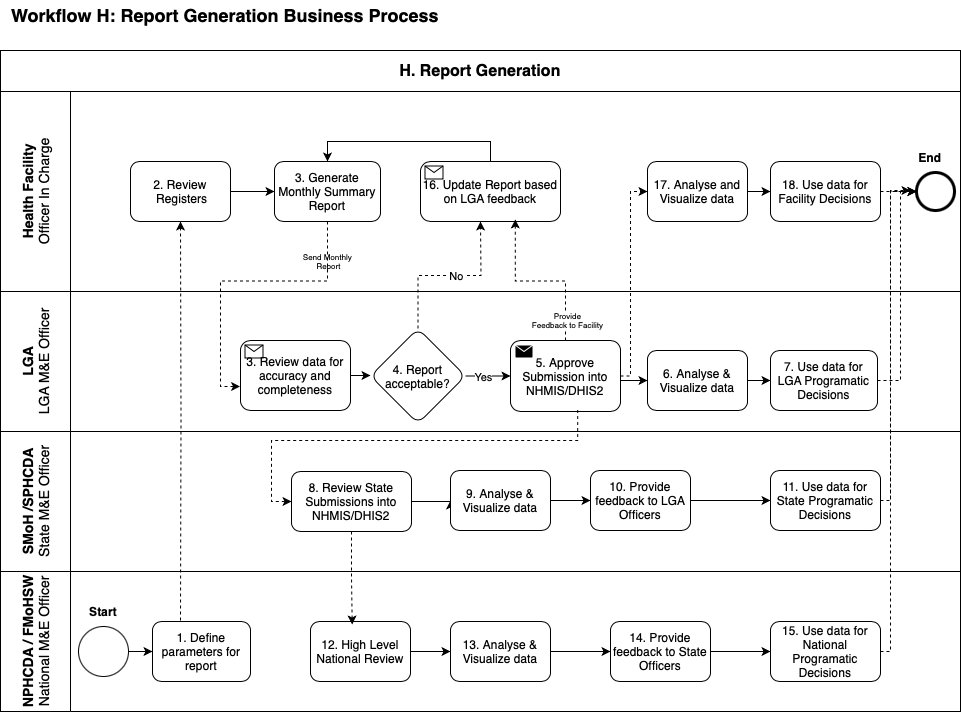 Workflow H: Report Generation Business Process
H. Report Generation
Health Facility
Officer In Charge
2. Review
Registers
3. Generate
Monthly Summary
Report
16. Update Report based
on LGA feedback
17. Analyse and
Visualize data
18. Use data for
Facility Decisions
End
Send Monthly
Report
No
Provide
Feedback to Facility
LGA
LGA M&E Officer
3. Review data for
accuracy and
completeness
4. Report
acceptable?
Yes
5. Approve
Submission into
NHMIS/DHIS2
6. Analyse &
Visualize data
7. Use data for
LGA Programatic
Decisions
SMoH /SPHCDA
State M&E Officer
8. Review State
Submissions into
NHMIS/DHIS2
9. Analyse &
Visualize data
10. Provide
feedback to LGA
Officers
11. Use data for
State Programatic
Decisions
NPHCDA / FMoHSW
National M&E Officer
Start
1. Define
parameters for
report
12. High Level
National Review
13. Analyse &
Visualize data
14. Provide
feedback to State
Officers
15. Use data for
National
Programatic
Decisions